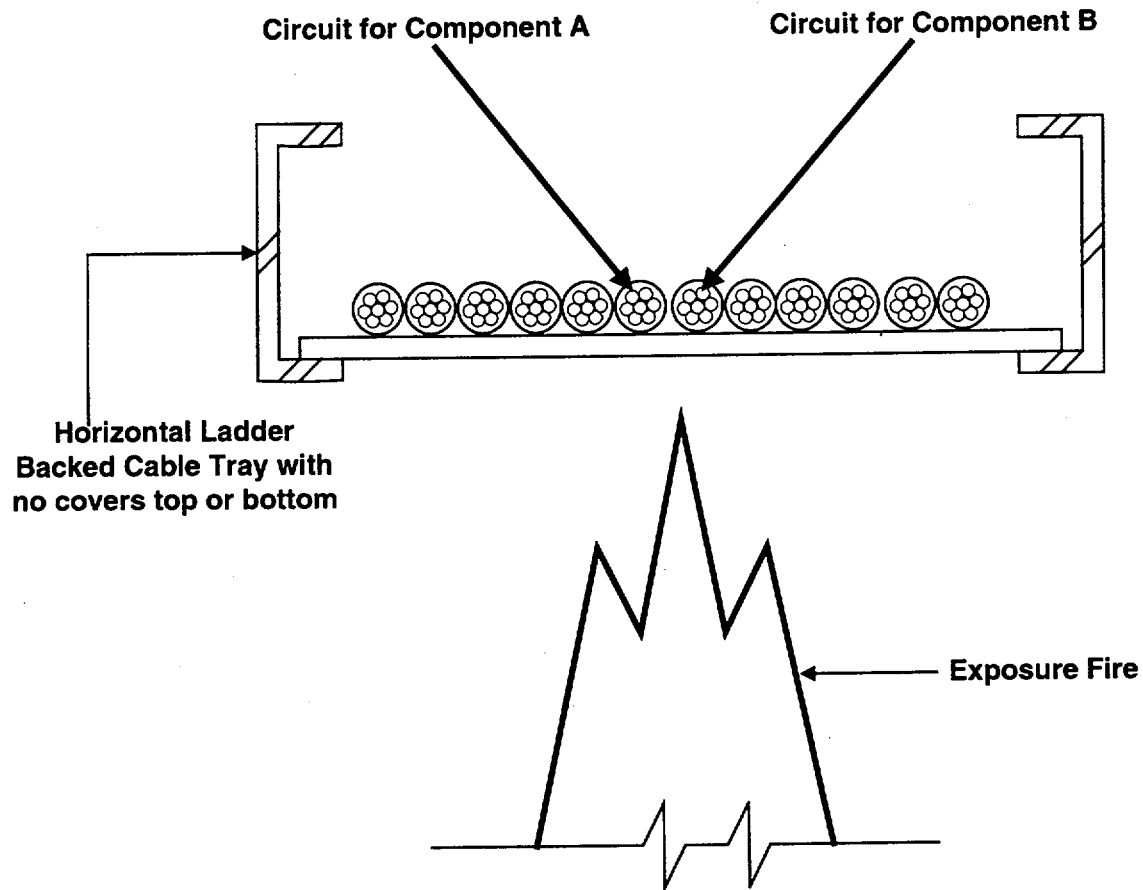 Circuit for Component A
Circuit for Component B
Horizontal Ladder
Backed Cable Tray with
no covers top or bottom
Exposure Fire